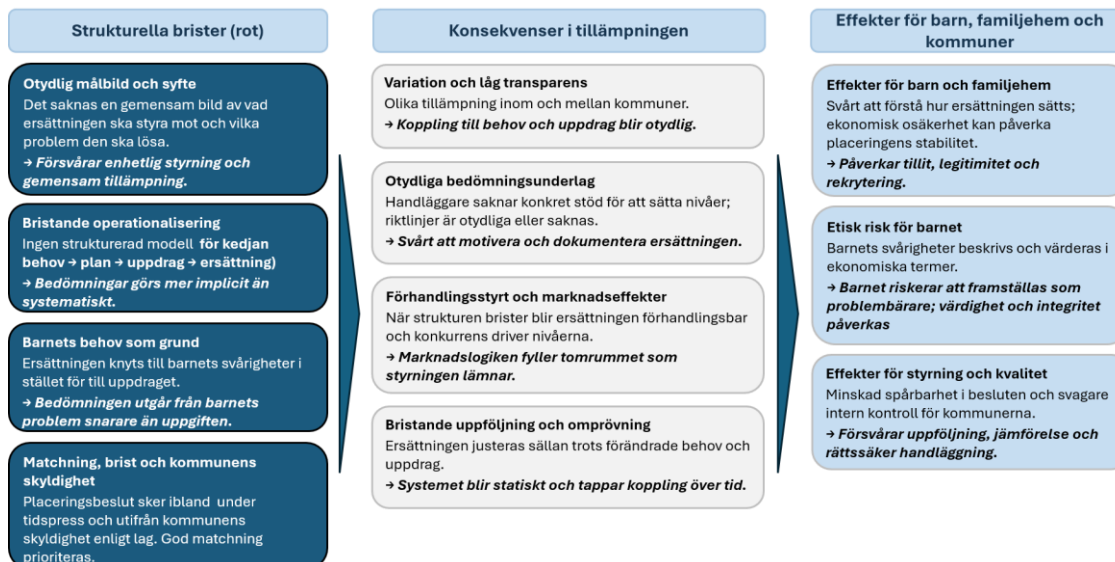 Strukturella brister (rot)
Otydlig målbild och syfte
Det saknas en gemensam bild av vad
ersättningen ska styra mot och vilka
problem den ska lösa.
→ Försvårar enhetlig styrning och
gemensam tillämpning.
Bristande operationalisering
Ingen strukturerad modell för kedjan
behov → plan → uppdrag → ersättning)
→ Bedömningar görs mer implicit än
systematiskt.
Barnets behov som grund
Ersättningen knyts till barnets svårigheter i
stället för till uppdraget.
→ Bedömningen utgår från barnets
problem snarare än uppgiften.
Matchning, brist och kommunens
skyldighet
Placeringsbeslut sker ibland under
tidspress och utifrån kommunens
skyldighet enligt lag. God matchning
prioriteras.
Konsekvenser i tillämpningen
Variation och låg transparens
Olika tillämpning inom och mellan kommuner.
→ Koppling till behov och uppdrag blir otydlig.
Otydliga bedömningsunderlag
Handläggare saknar konkret stöd för att sätta nivåer;
riktlinjer är otydliga eller saknas.
→ Svårt att motivera och dokumentera ersättningen.
Förhandlingsstyrt och marknadseffekter
När strukturen brister blir ersättningen förhandlingsbar
och konkurrens driver nivåerna.
→ Marknadslogiken fyller tomrummet som
styrningen lämnar.
Bristande uppföljning och omprövning
Ersättningen justeras sällan trots förändrade behov och
uppdrag.
→ Systemet blir statiskt och tappar koppling över tid.
Effekter för barn, familjehem och
kommuner
Effekter för barn och familjehem
Svårt att förstå hur ersättningen sätts;
ekonomisk osäkerhet kan påverka
placeringens stabilitet.
→ Påverkar tillit, legitimitet och
rekrytering.
Etisk risk för barnet
Barnets svårigheter beskrivs och värderas i
ekonomiska termer.
→ Barnet riskerar att framställas som
problembärare; värdighet och integritet
påverkas
Effekter för styrning och kvalitet
Minskad spårbarhet i besluten och svagare
intern kontroll för kommunerna.
→ Försvårar uppföljning, jämförelse och
rättssäker handläggning.